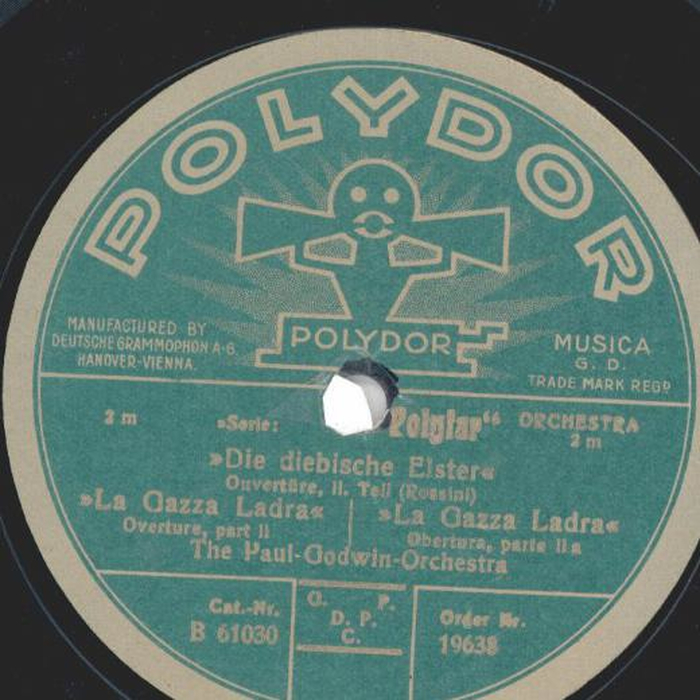 POLYDOR
POLYDOR
MANUFACTURED BY
DEUTSCHE GRAMMOPHON A-G.
HANOVER-VIENNA.
MUSICA
G. D.
TRADE MARK REGD
2 m
»Serie:
Polyfar“
ORCHESTRA
2 m
»Die diebische Elster«
Ouvertüre, II. Teil (Rossini)
»La Gazza Ladra«
Overture, part II
»La Gazza Ladra«
Obertura, parte II a
The Paul-Godwin-Orchestra
Cat.-Nr.
B 61030
G. P.
D. P.
C.
Order Nr.
19638